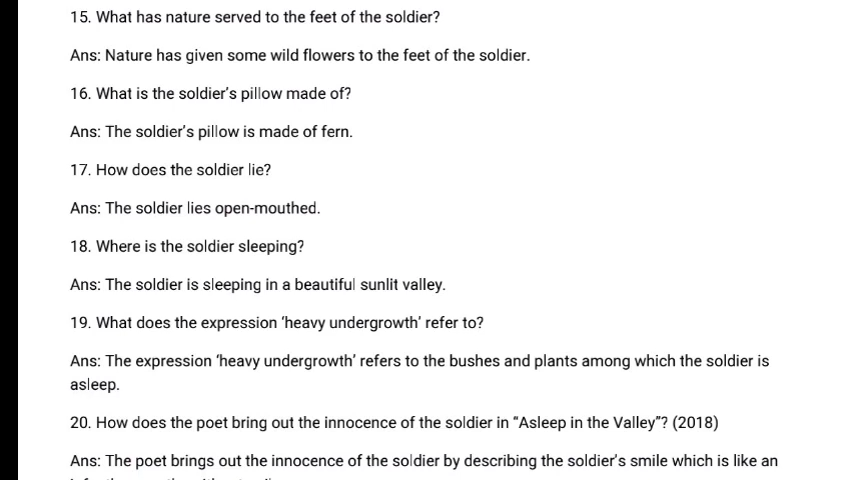 15. What has nature served to the feet of the soldier?
Ans: Nature has given some wild flowers to the feet of the soldier.
16. What is the soldier's pillow made of?
Ans: The soldier's pillow is made of fern.
17. How does the soldier lie?
Ans: The soldier lies open-mouthed.
18. Where is the soldier sleeping?
Ans: The soldier is sleeping in a beautiful sunlit valley.
19. What does the expression 'heavy undergrowth' refer to?
Ans: The expression 'heavy undergrowth' refers to the bushes and plants among which the soldier is
asleep.
20. How does the poet bring out the innocence of the soldier in “Asleep in the Valley”? (2018)
Ans: The poet brings out the innocence of the soldier by describing the soldier's smile which is like an